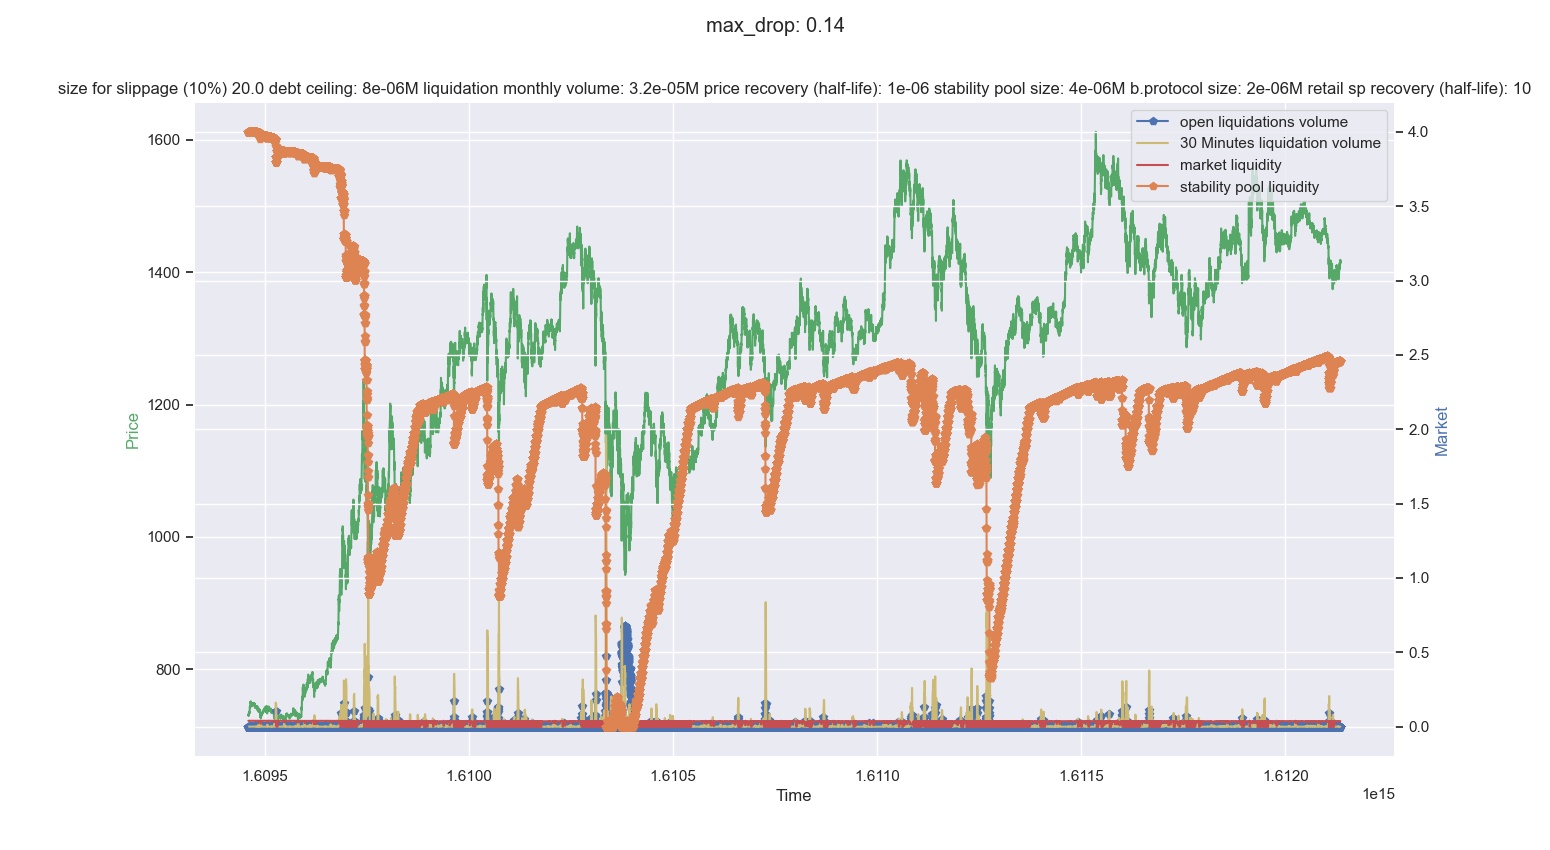 max_drop: 0.14
size for slippage (10%) 20.0 debt ceiling: 8e-06M liquidation monthly volume: 3.2e-05M price recovery (half-life): 1e-06 stability pool size: 4e-06M b.protocol size: 2e-06M retail sp recovery (half-life): 10
open liquidations volume
30 Minutes liquidation volume
market liquidity
stability pool liquidity
1600
1400
1200
1000
800
Price
4.0
3.5
3.0
2.5
2.0
1.5
1.0
0.5
0.0
Market
1.6095 1.6100 1.6105 1.6110 1.6115 1.6120
1e15
Time